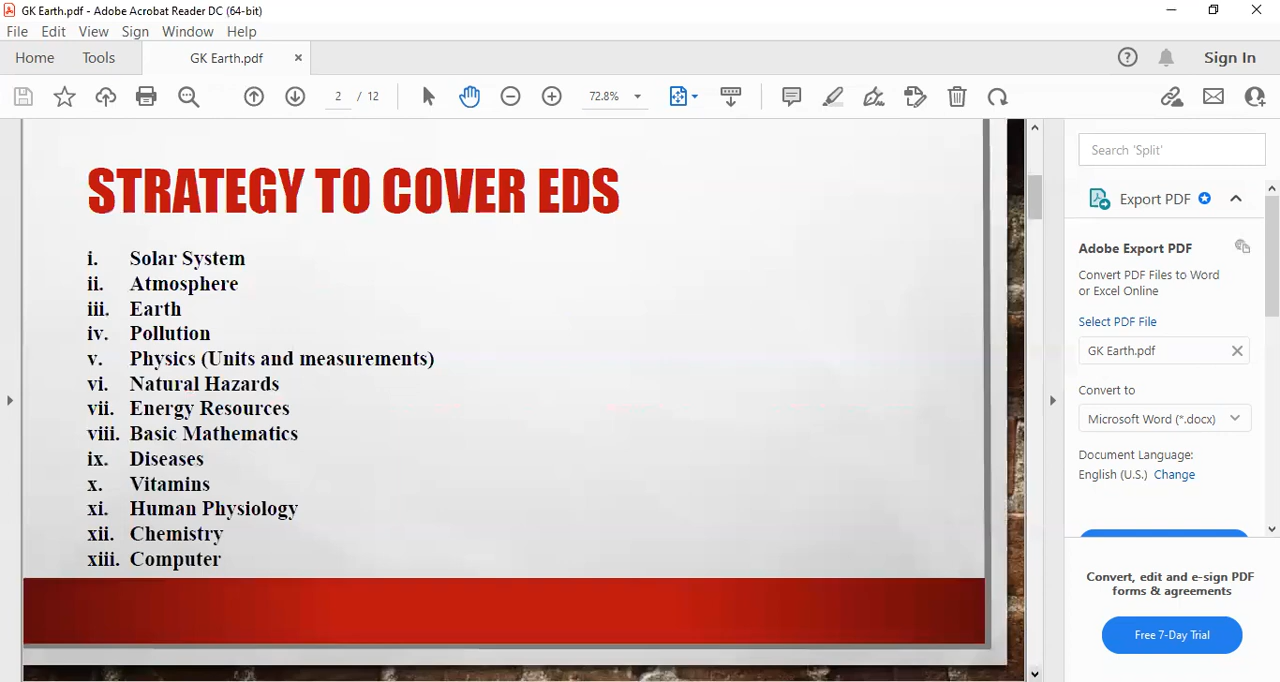 GK Earth.pdf - Adobe Acrobat Reader DC (64-bit)
File Edit View Sign Window Help
Home Tools GK Earth.pdf × Sign In
2 / 12 72.8%
STRATEGY TO COVER EDS
i. Solar System
ii. Atmosphere
iii. Earth
iv. Pollution
v. Physics (Units and measurements)
vi. Natural Hazards
vii. Energy Resources
viii. Basic Mathematics
ix. Diseases
x. Vitamins
xi. Human Physiology
xii. Chemistry
xiii. Computer
Search 'Split'
Export PDF
Adobe Export PDF
Convert PDF Files to Word
or Excel Online
Select PDF File
GK Earth.pdf
Convert to
Microsoft Word (*.docx)
Document Language:
English (U.S.) Change
Convert, edit and e-sign PDF
forms & agreements
Free 7-Day Trial